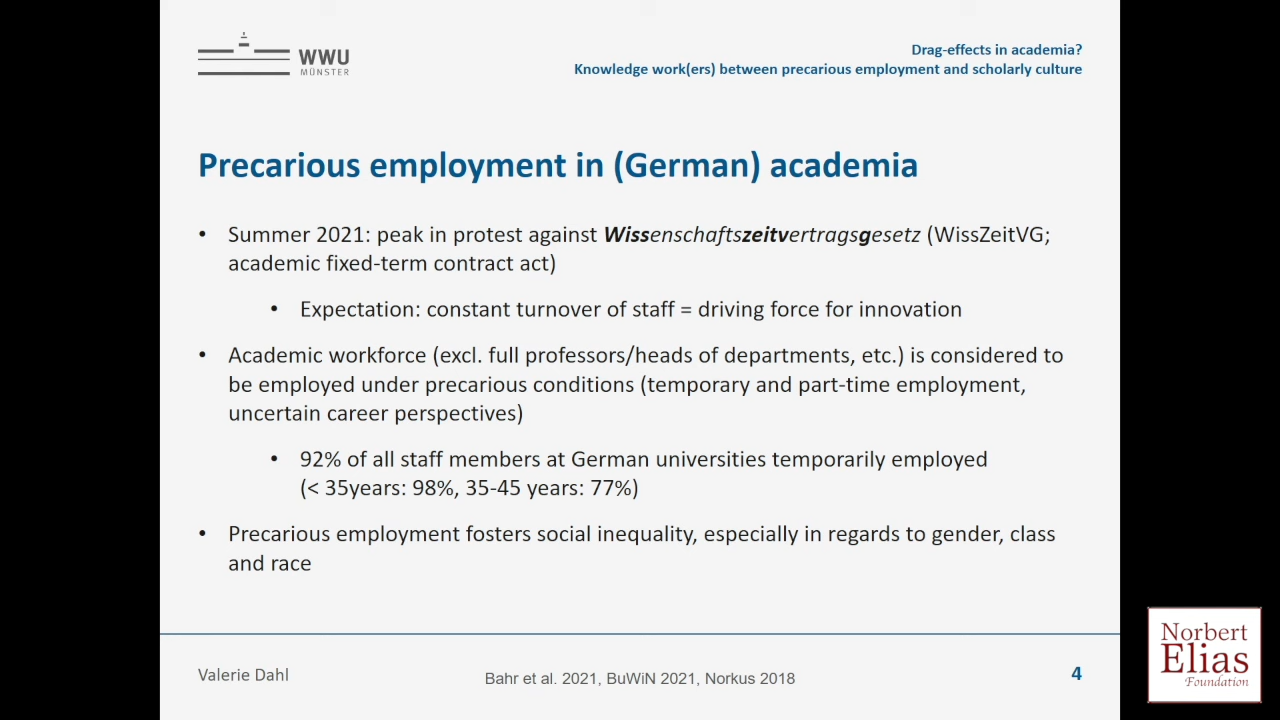 WWU
MÜNSTER
Drag-effects in academia?
Knowledge work(ers) between precarious employment and scholarly culture
Precarious employment in (German) academia
• Summer 2021: peak in protest against Wissenschaftszeitvertragsgesetz (WissZeitVG;
academic fixed-term contract act)
• Expectation: constant turnover of staff = driving force for innovation
• Academic workforce (excl. full professors/heads of departments, etc.) is considered to
be employed under precarious conditions (temporary and part-time employment,
uncertain career perspectives)
• 92% of all staff members at German universities temporarily employed
(< 35years: 98%, 35-45 years: 77%)
• Precarious employment fosters social inequality, especially in regards to gender, class
and race
Valerie Dahl
Bahr et al. 2021, BuWiN 2021, Norkus 2018
4
Norbert
Elias
Foundation